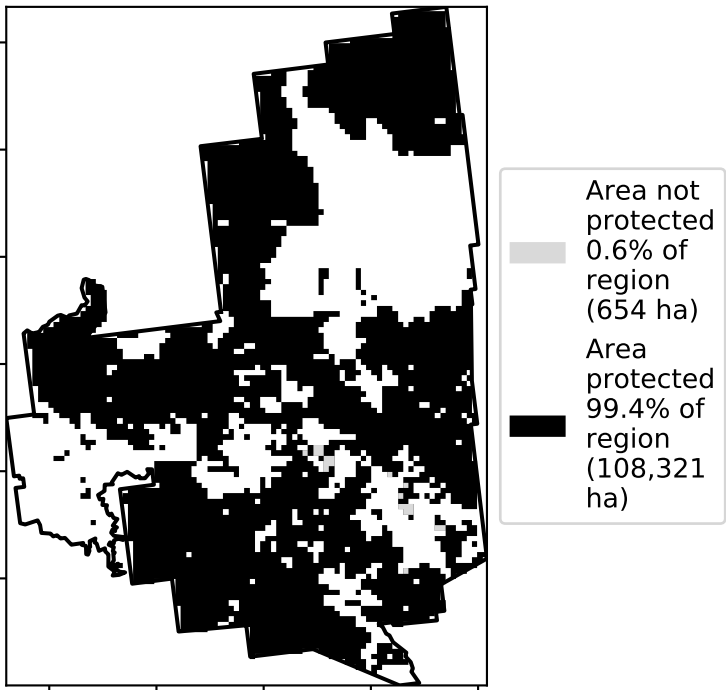 Area not
protected
0.6% of
region
(654 ha)
Area
protected
99.4% of
region
(108,321
ha)